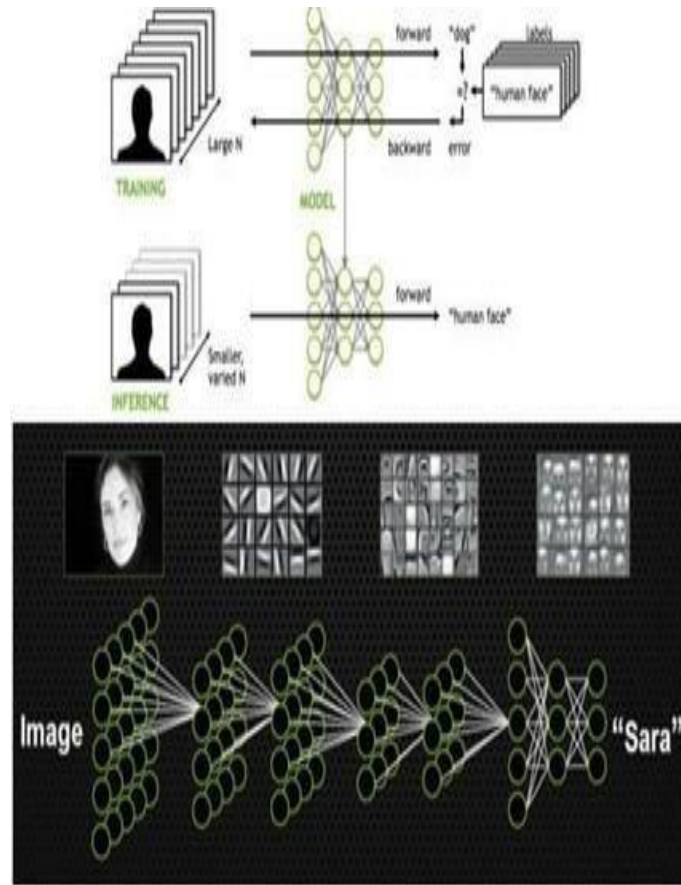 forward
"dog"
labels
=?
"human face"
Large N
backward
error
TRAINING
MODEL
forward
"human face"
Smaller,
varied N
INFERENCE
Image
"Sara"